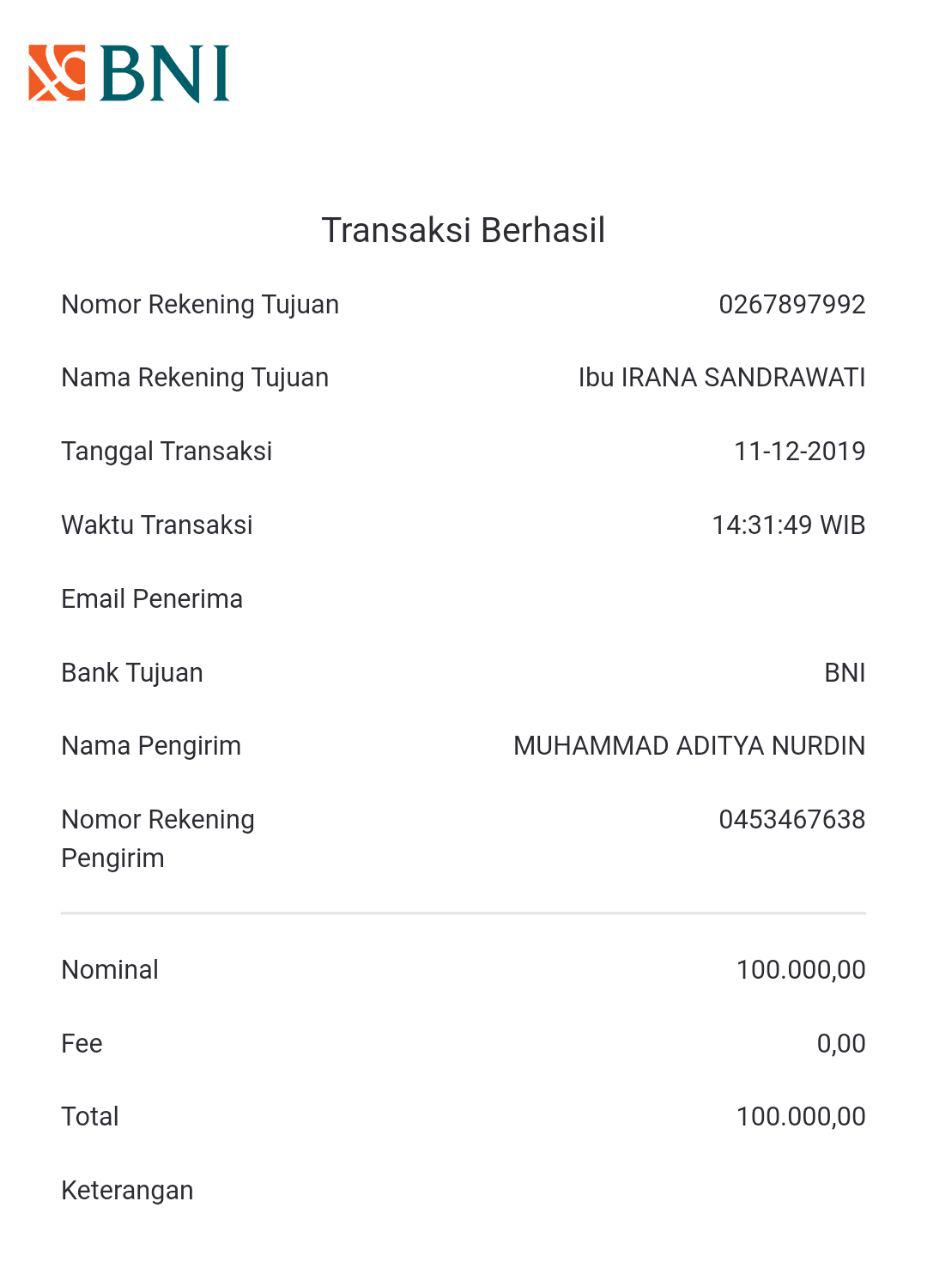 BNI
Transaksi Berhasil
Nomor Rekening Tujuan 0267897992
Nama Rekening Tujuan Ibu IRANA SANDRAWATI
Tanggal Transaksi 11-12-2019
Waktu Transaksi 14:31:49 WIB
Email Penerima
Bank Tujuan BNI
Nama Pengirim MUHAMMAD ADITYA NURDIN
Nomor Rekening 0453467638
Pengirim
Nominal 100.000,00
Fee 0,00
Total 100.000,00
Keterangan